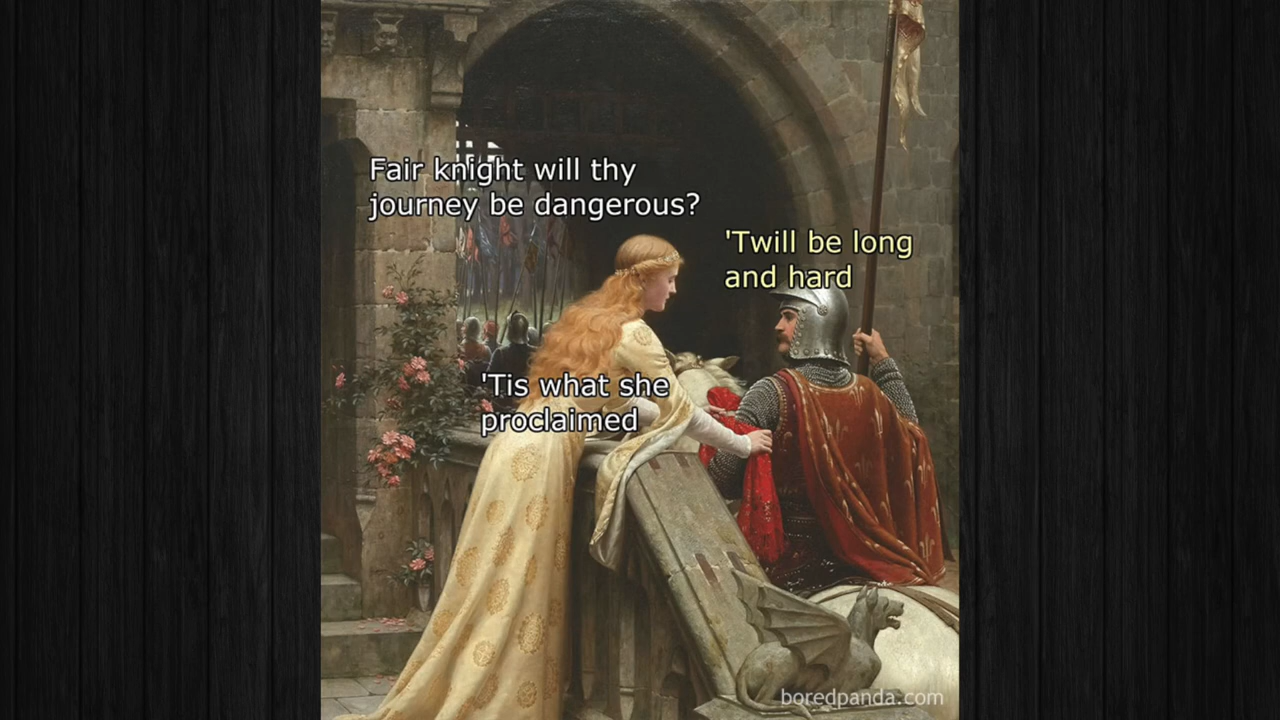 Fair knight will thy
journey be dangerous?
'Twill be long
and hard
'Tis what she
proclaimed
boredpanda.com